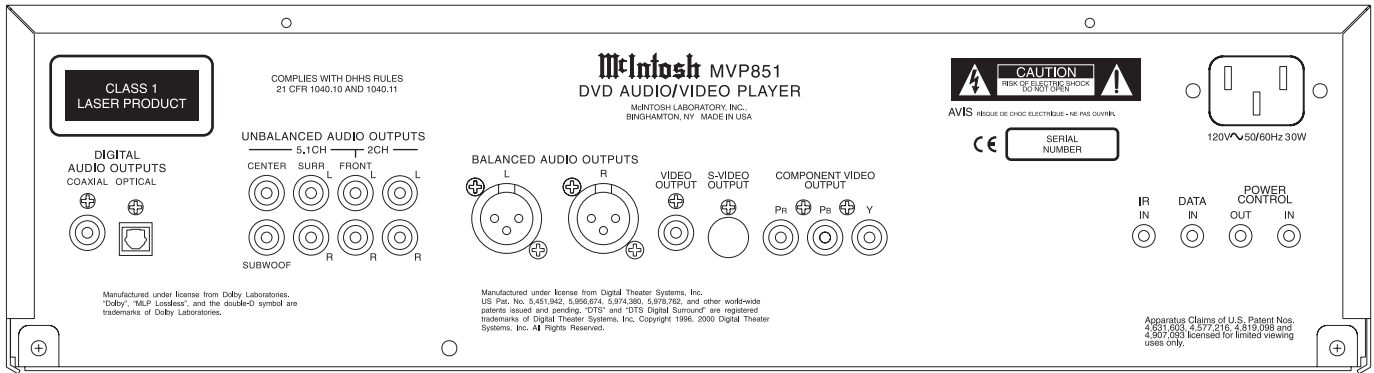 CLASS 1
LASER PRODUCT
COMPLIES WITH DHHS RULES
21 CFR 1040.10 AND 1040.11
McIntosh MVP851
DVD AUDIO/VIDEO PLAYER
McINTOSH LABORATORY, INC.,
BINGHAMTON, NY MADE IN USA
CAUTION
RISK OF ELECTRIC SHOCK
DO NOT OPEN
AVIS RISQUE DE CHOC ELECTRIQUE - NE PAS OUVRIR.
CE
SERIAL
NUMBER
120V~50/60Hz 30W
DIGITAL
AUDIO OUTPUTS
COAXIAL OPTICAL
UNBALANCED AUDIO OUTPUTS
5.1CH 2CH
CENTER SURR FRONT
L L L
SUBWOOF R R R
BALANCED AUDIO OUTPUTS
L R
VIDEO
OUTPUT
S-VIDEO
OUTPUT
COMPONENT VIDEO
OUTPUT
PR PB Y
IR
IN
DATA
IN
POWER
CONTROL
OUT IN
Manufactured under license from Dolby Laboratories.
"Dolby", "MLP Lossless", and the double-D symbol are
trademarks of Dolby Laboratories.
Manufactured under license from Digital Theater Systems, Inc.
US Pat. No. 5,451,942, 5,956,674, 5,974,380, 5,978,762, and other world-wide
patents issued and pending. "DTS" and "DTS Digital Surround" are registered
trademarks of Digital Theater Systems, Inc. Copyright 1996, 2000 Digital Theater
Systems, Inc. All Rights Reserved.
Apparatus Claims of U.S. Patent Nos.
4,631,603, 4,577,216, 4,819,098 and
4,907,093 licensed for limited viewing
uses only.